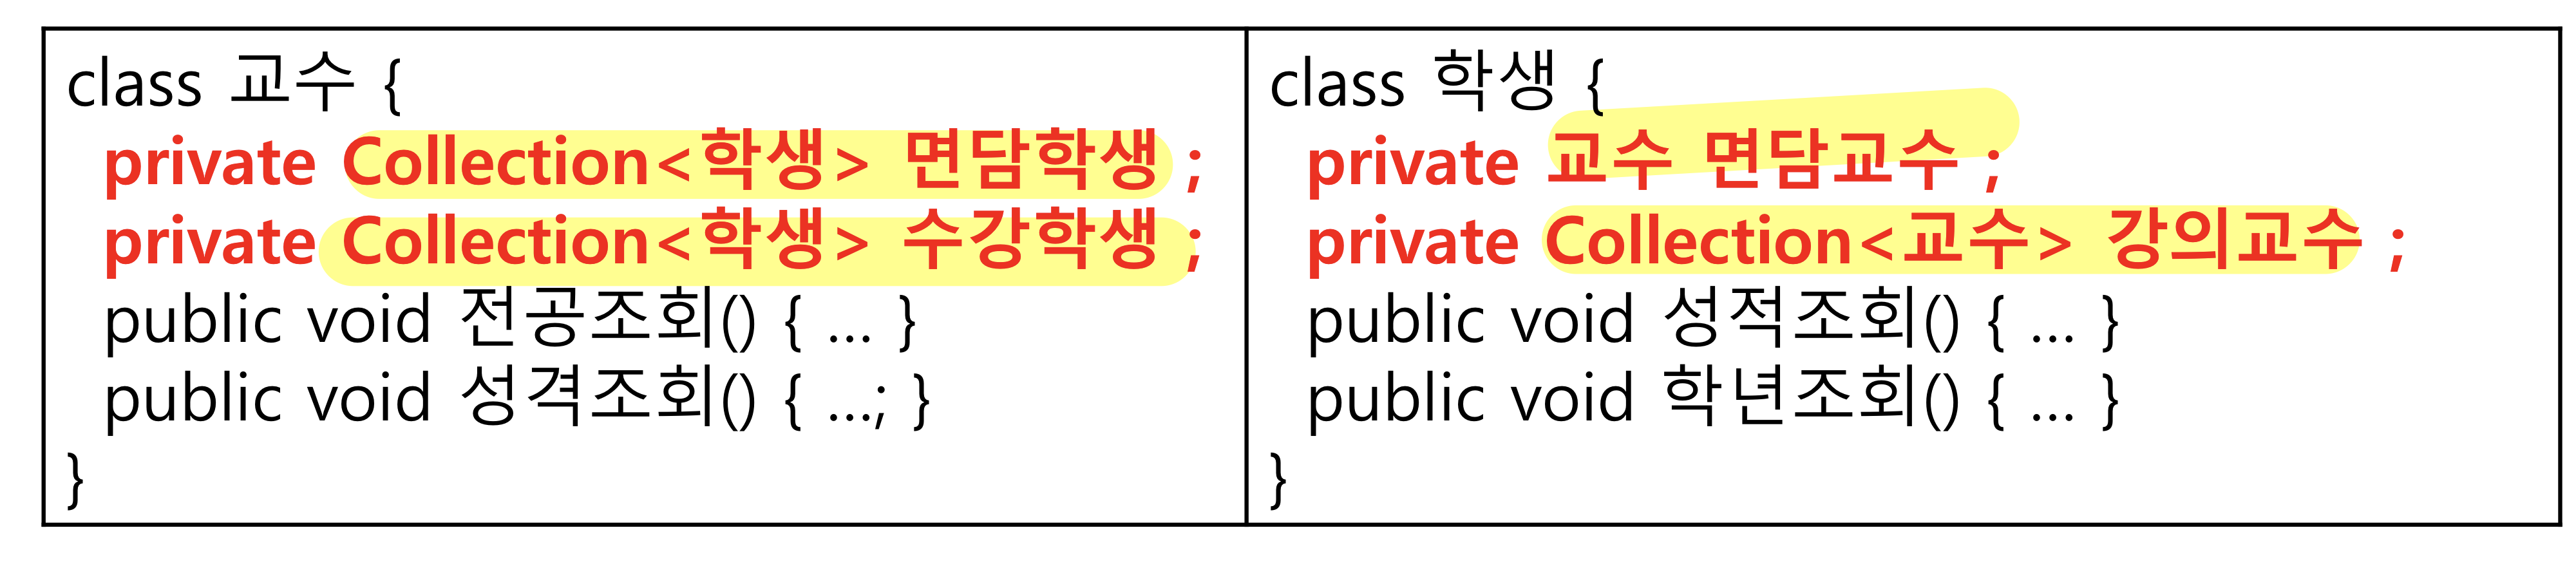 class 교수 {
private Collection<학생> 면담학생 ;
private Collection<학생> 수강학생 ;
public void 전공조회() { ... }
public void 성격조회() { ...; }
}
class 학생 {
private 교수 면담교수 ;
private Collection<교수> 강의교수 ;
public void 성적조회() { ... }
public void 학년조회() { ... }
}